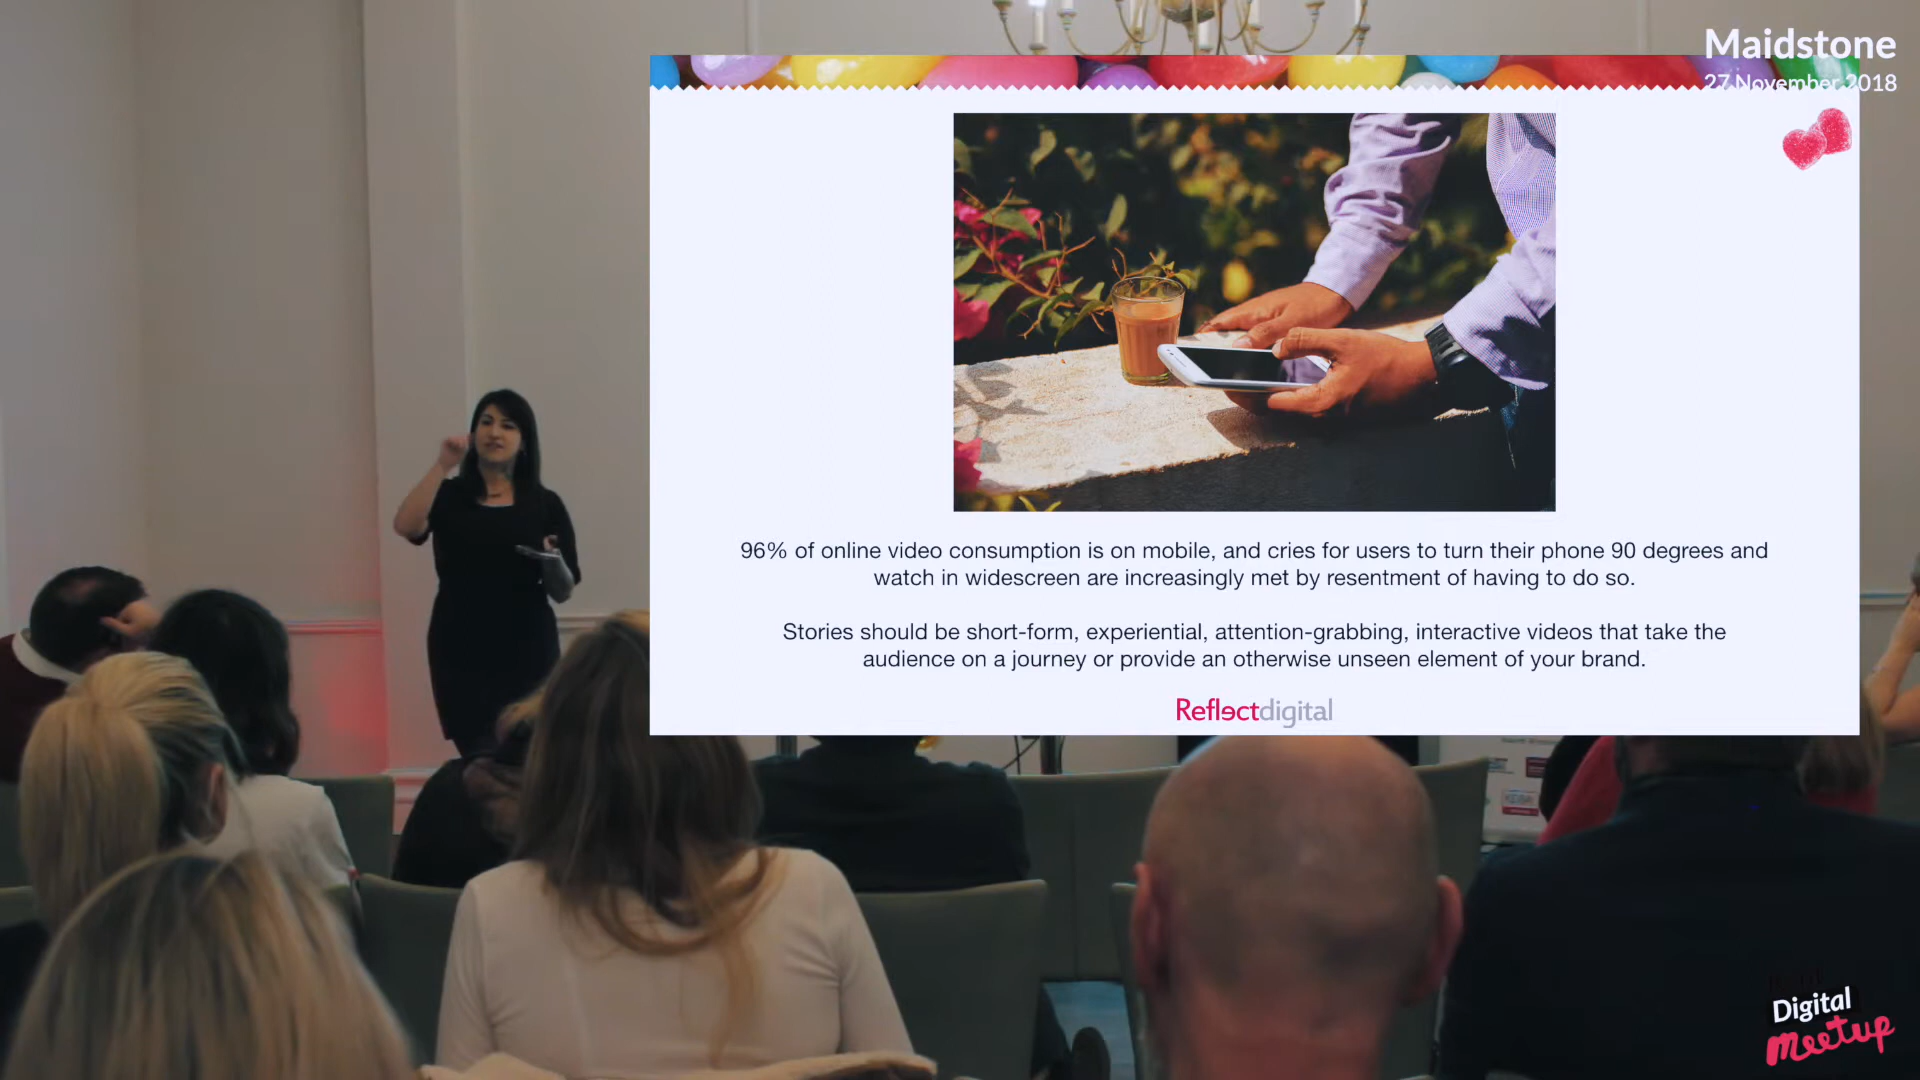 Maidstone
27 November 2018
96% of online video consumption is on mobile, and cries for users to turn their phone 90 degrees and
watch in widescreen are increasingly met by resentment of having to do so.
Stories should be short-form, experiential, attention-grabbing, interactive videos that take the
audience on a journey or provide an otherwise unseen element of your brand.
Reflectdigital
Digital
meetup